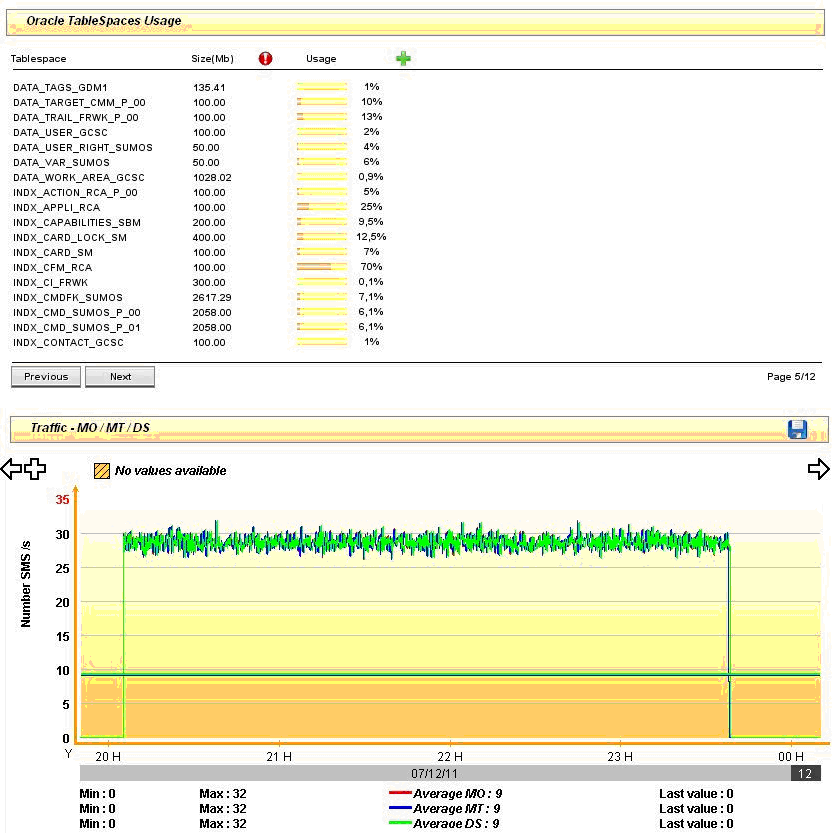 Oracle TableSpaces Usage
Tablespace Size(Mb) Usage
DATA_TAGS_GDM1 135.41 1%
DATA_TARGET_CMM_P_00 100.00 10%
DATA_TRAIL_FRWK_P_00 100.00 13%
DATA_USER_GCSC 100.00 2%
DATA_USER_RIGHT_SUMOS 50.00 4%
DATA_VAR_SUMOS 50.00 6%
DATA_WORK_AREA_GCSC 1028.02 0,9%
INDX_ACTION_RCA_P_00 100.00 5%
INDX_APPLI_RCA 100.00 25%
INDX_CAPABILITIES_SBM 200.00 9,5%
INDX_CARD_LOCK_SM 400.00 12,5%
INDX_CARD_SM 100.00 7%
INDX_CFM_RCA 100.00 70%
INDX_CI_FRWK 300.00 0,1%
INDX_CMDFK_SUMOS 2617.29 7,1%
INDX_CMD_SUMOS_P_00 2058.00 6,1%
INDX_CMD_SUMOS_P_01 2058.00 6,1%
INDX_CONTACT_GCSC 100.00 1%
Previous Next Page 5/12
Traffic - MO / MT / DS
No values available
35
30
25
20
15
10
5
0
Number SMS /s
Y 20 H 21 H 22 H 23 H 00 H
07/12/11 12
Min : 0 Max : 32 Average MO : 9 Last value : 0
Min : 0 Max : 32 Average MT : 9 Last value : 0
Min : 0 Max : 32 Average DS : 9 Last value : 0